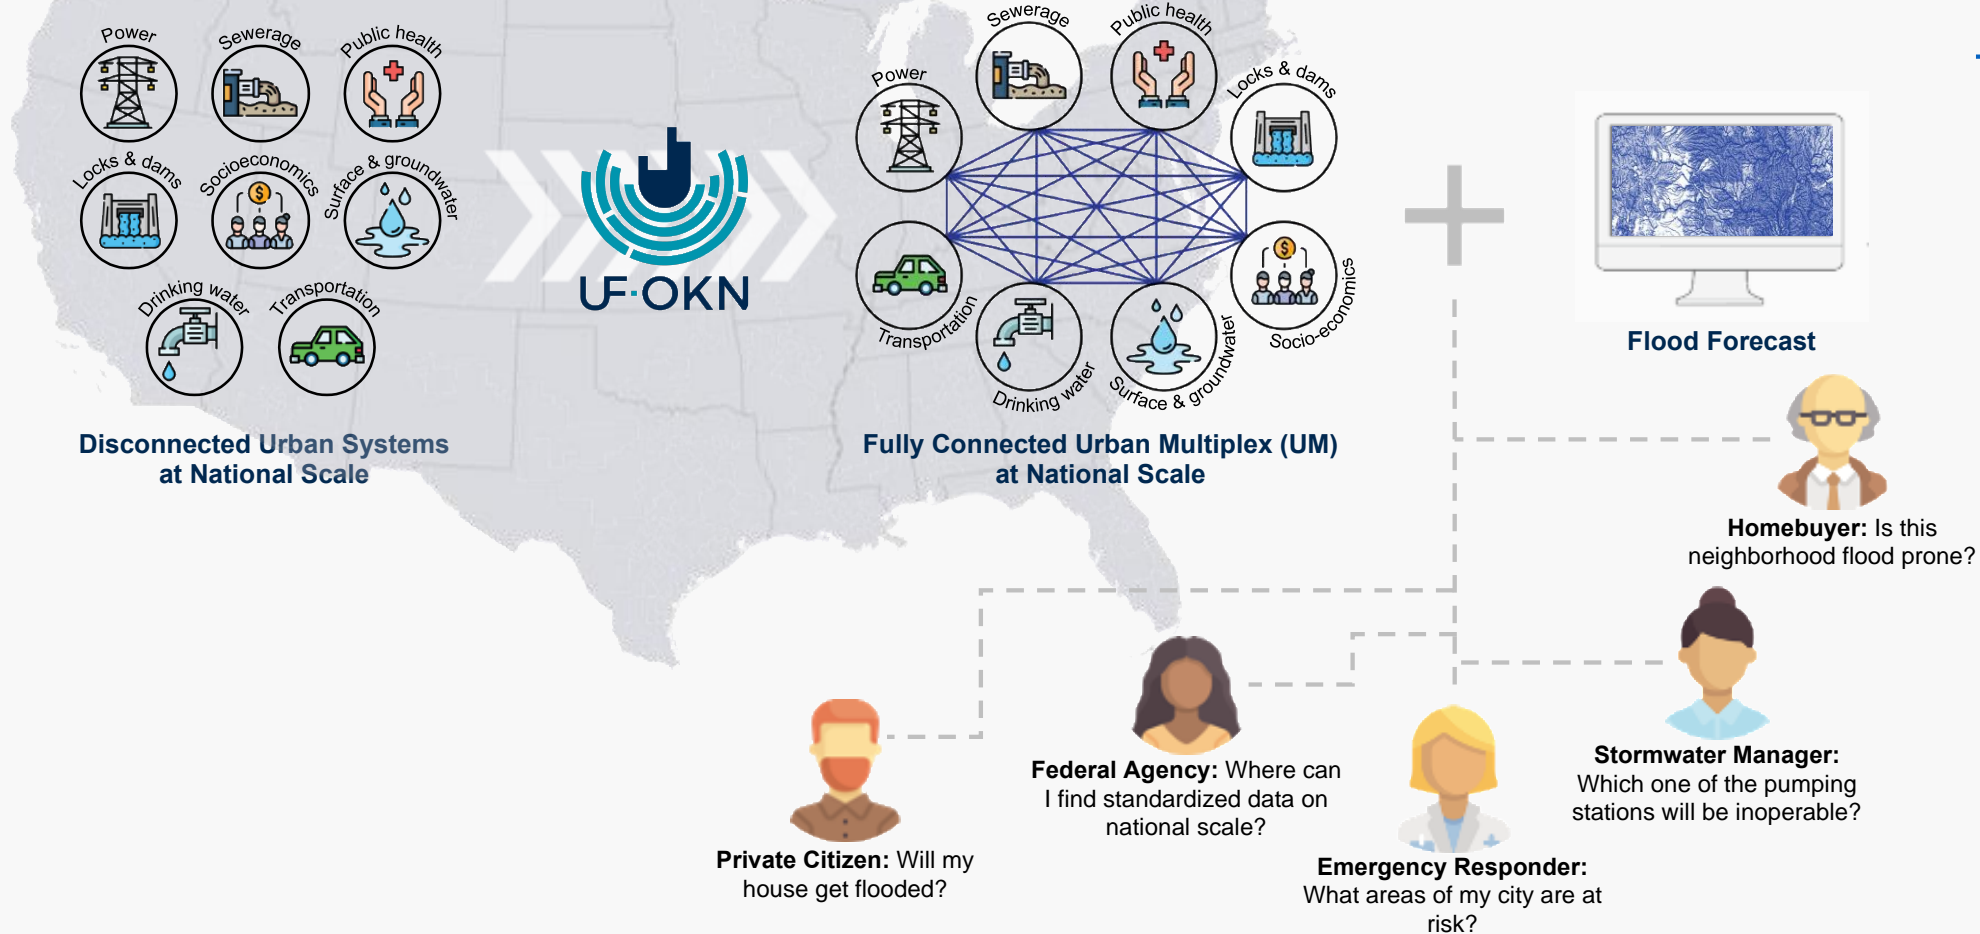 Power
Sewerage
Public health
Locks & dams
Socioeconomics
Surface & groundwater
Drinking water
Transportation
Disconnected Urban Systems
at National Scale
UF·OKN
Sewerage
Public health
Power
Locks & dams
Transportation
Drinking water
Surface & groundwater
Socio-economics
Fully Connected Urban Multiplex (UM)
at National Scale
Flood Forecast
Homebuyer: Is this
neighborhood flood prone?
Stormwater Manager:
Which one of the pumping
stations will be inoperable?
Federal Agency: Where can
I find standardized data on
national scale?
Private Citizen: Will my
house get flooded?
Emergency Responder:
What areas of my city are at
risk?